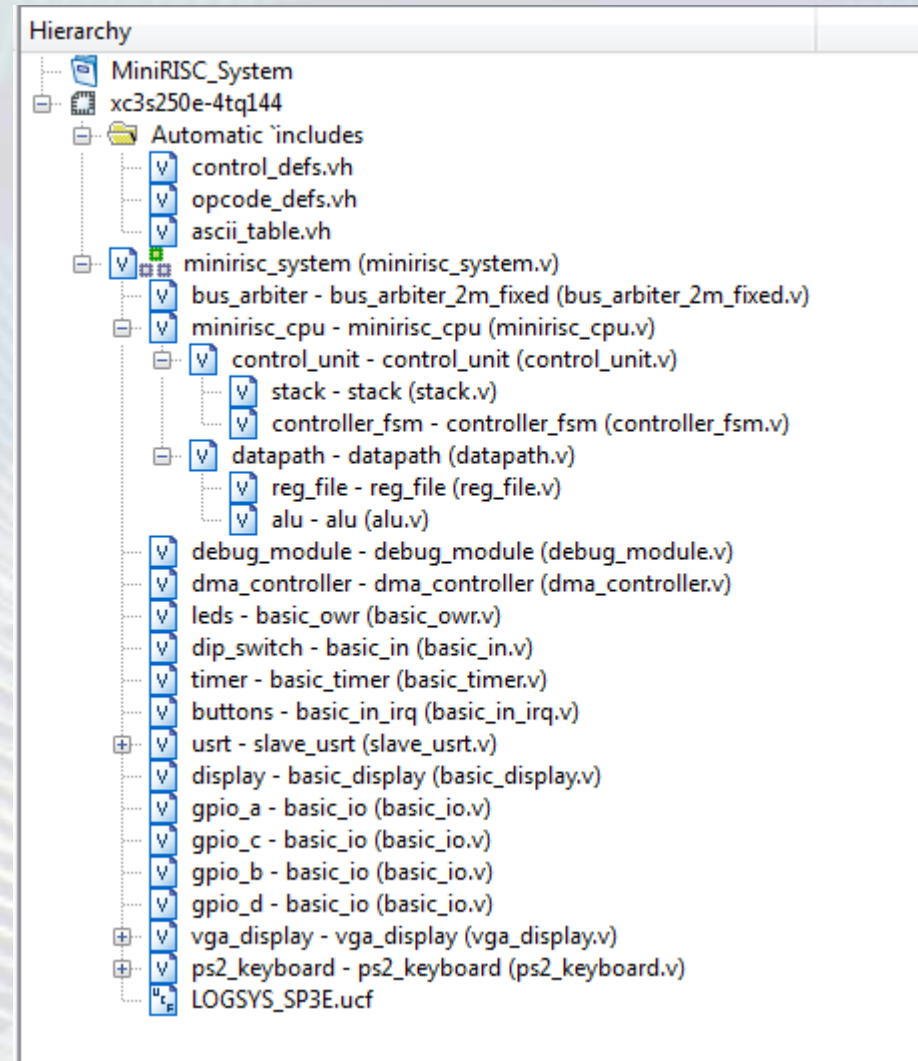 Hierarchy
MiniRISC_System
xc3s250e-4tq144
Automatic `includes
control_defs.vh
opcode_defs.vh
ascii_table.vh
minirisc_system (minirisc_system.v)
bus_arbiter - bus_arbiter_2m_fixed (bus_arbiter_2m_fixed.v)
minirisc_cpu - minirisc_cpu (minirisc_cpu.v)
control_unit - control_unit (control_unit.v)
stack - stack (stack.v)
controller_fsm - controller_fsm (controller_fsm.v)
datapath - datapath (datapath.v)
reg_file - reg_file (reg_file.v)
alu - alu (alu.v)
debug_module - debug_module (debug_module.v)
dma_controller - dma_controller (dma_controller.v)
leds - basic_owr (basic_owr.v)
dip_switch - basic_in (basic_in.v)
timer - basic_timer (basic_timer.v)
buttons - basic_in_irq (basic_in_irq.v)
usrt - slave_usrt (slave_usrt.v)
display - basic_display (basic_display.v)
gpio_a - basic_io (basic_io.v)
gpio_c - basic_io (basic_io.v)
gpio_b - basic_io (basic_io.v)
gpio_d - basic_io (basic_io.v)
vga_display - vga_display (vga_display.v)
ps2_keyboard - ps2_keyboard (ps2_keyboard.v)
LOGSYS_SP3E.ucf